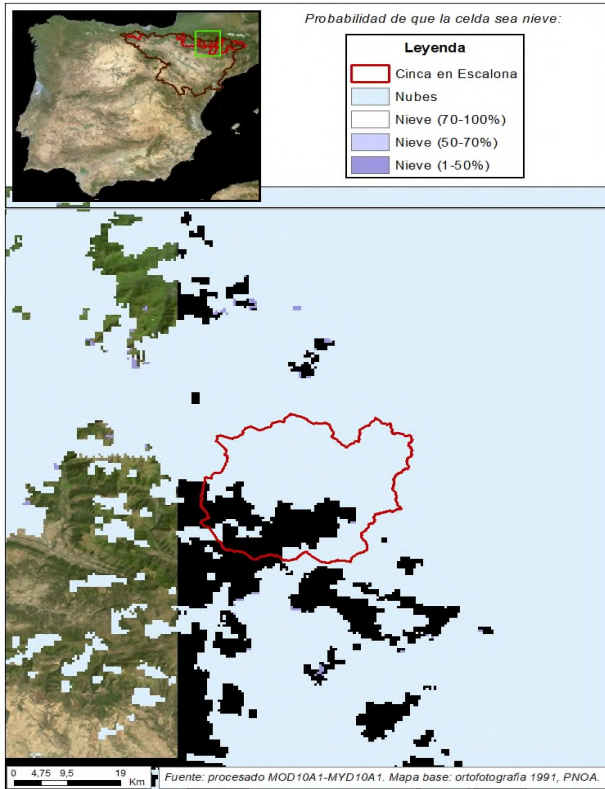 Probabilidad de que la celda sea nieve:
Leyenda
Cinca en Escalona
Nubes
Nieve (70-100%)
Nieve (50-70%)
Nieve (1-50%)
0 4,75 9,5 19
Km
Fuente: procesado MOD10A1-MYD10A1. Mapa base: ortofotografia 1991, PNOA.